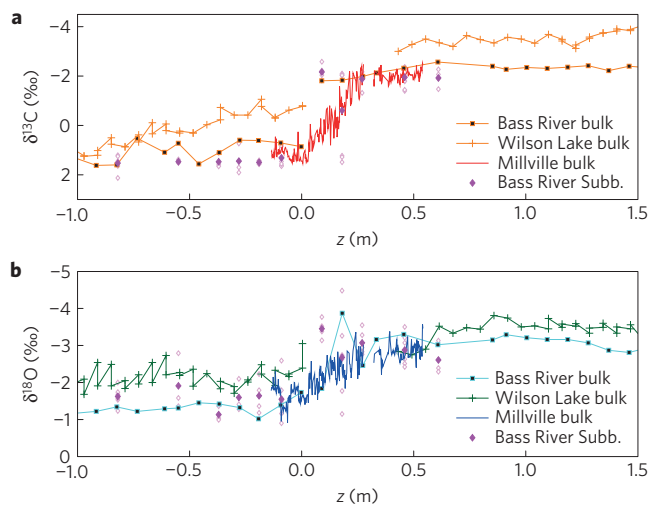 a
−4
−2
0
2
δ¹³C (‰)
Bass River bulk
Wilson Lake bulk
Millville bulk
Bass River Subb.
−1.0
−0.5
0.0
0.5
1.0
1.5
z (m)
b
−5
−4
−3
−2
−1
0
δ¹⁸O (‰)
Bass River bulk
Wilson Lake bulk
Millville bulk
Bass River Subb.
−1.0
−0.5
0.0
0.5
1.0
1.5
z (m)